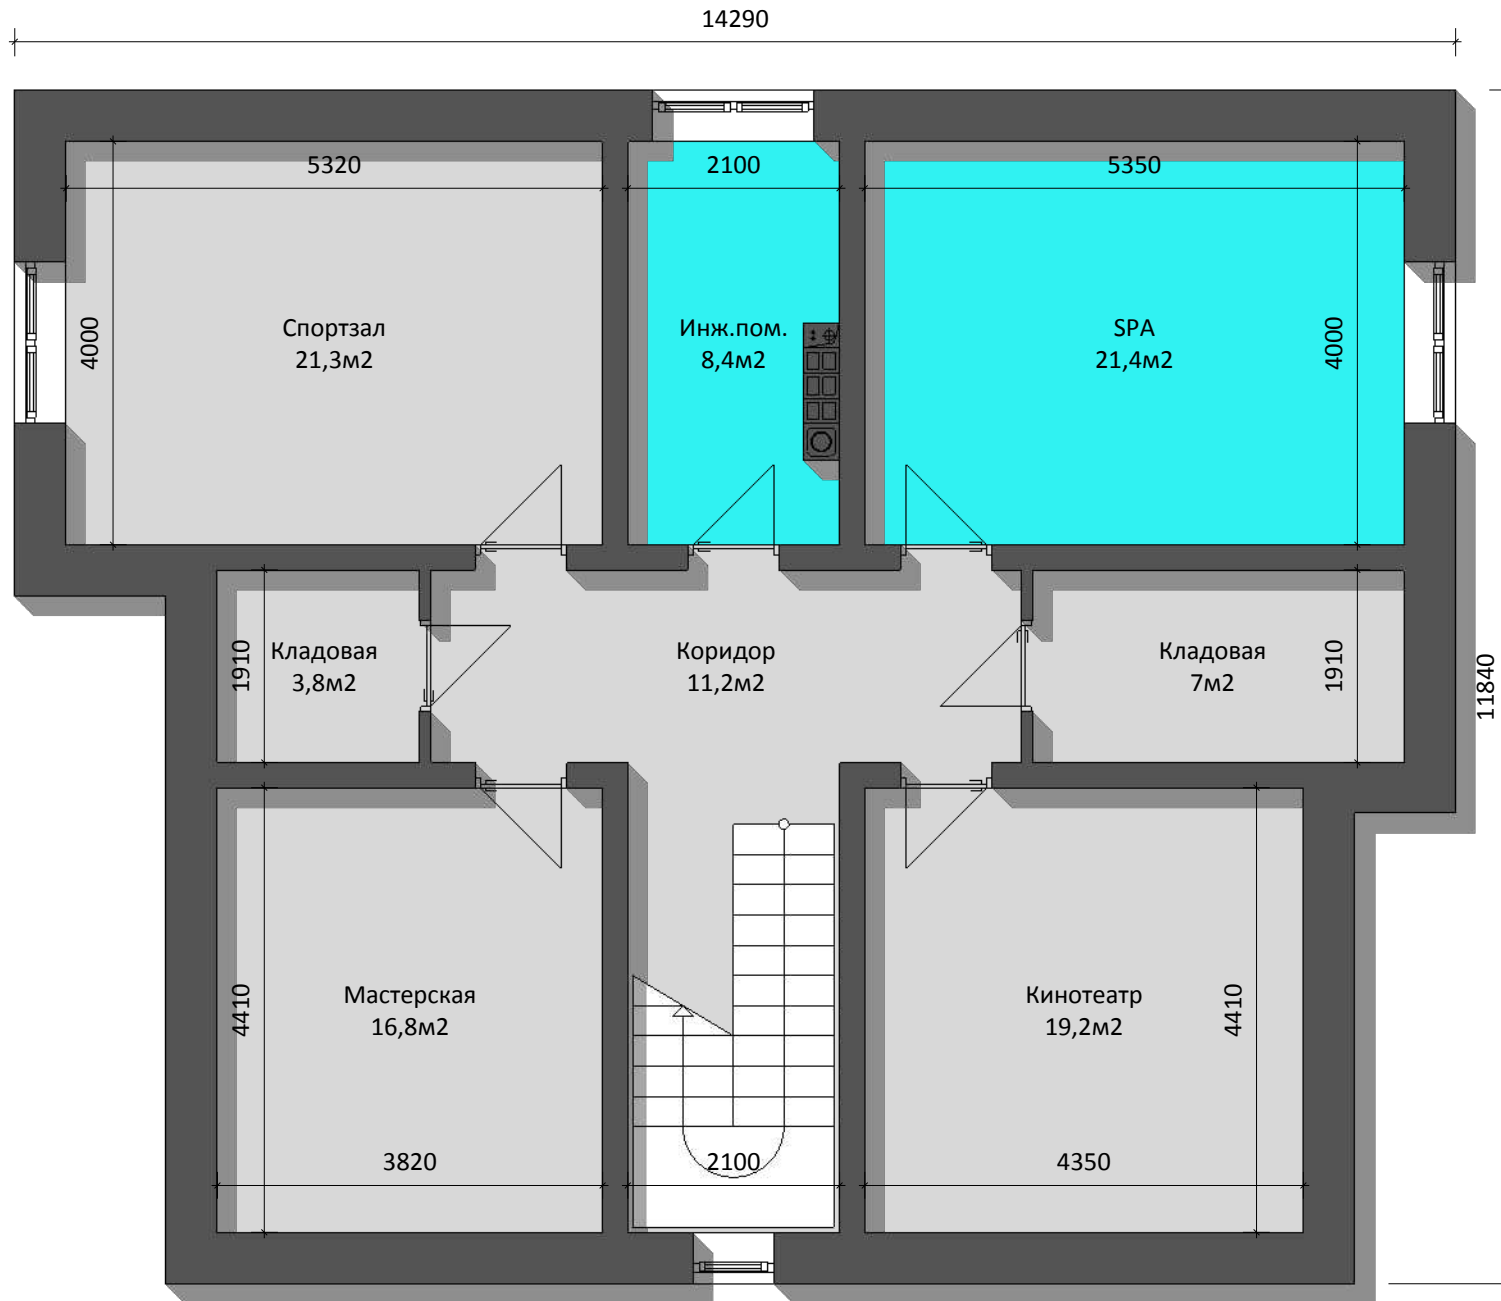 14290
5320
2100
5350
4000
Спортзал
21,3м2
Инж.пом.
8,4м2
SPA
21,4м2
4000
1910
Кладовая
3,8м2
Коридор
11,2м2
Кладовая
7м2
1910
11840
4410
Мастерская
16,8м2
Кинотеатр
19,2м2
4410
3820
2100
4350